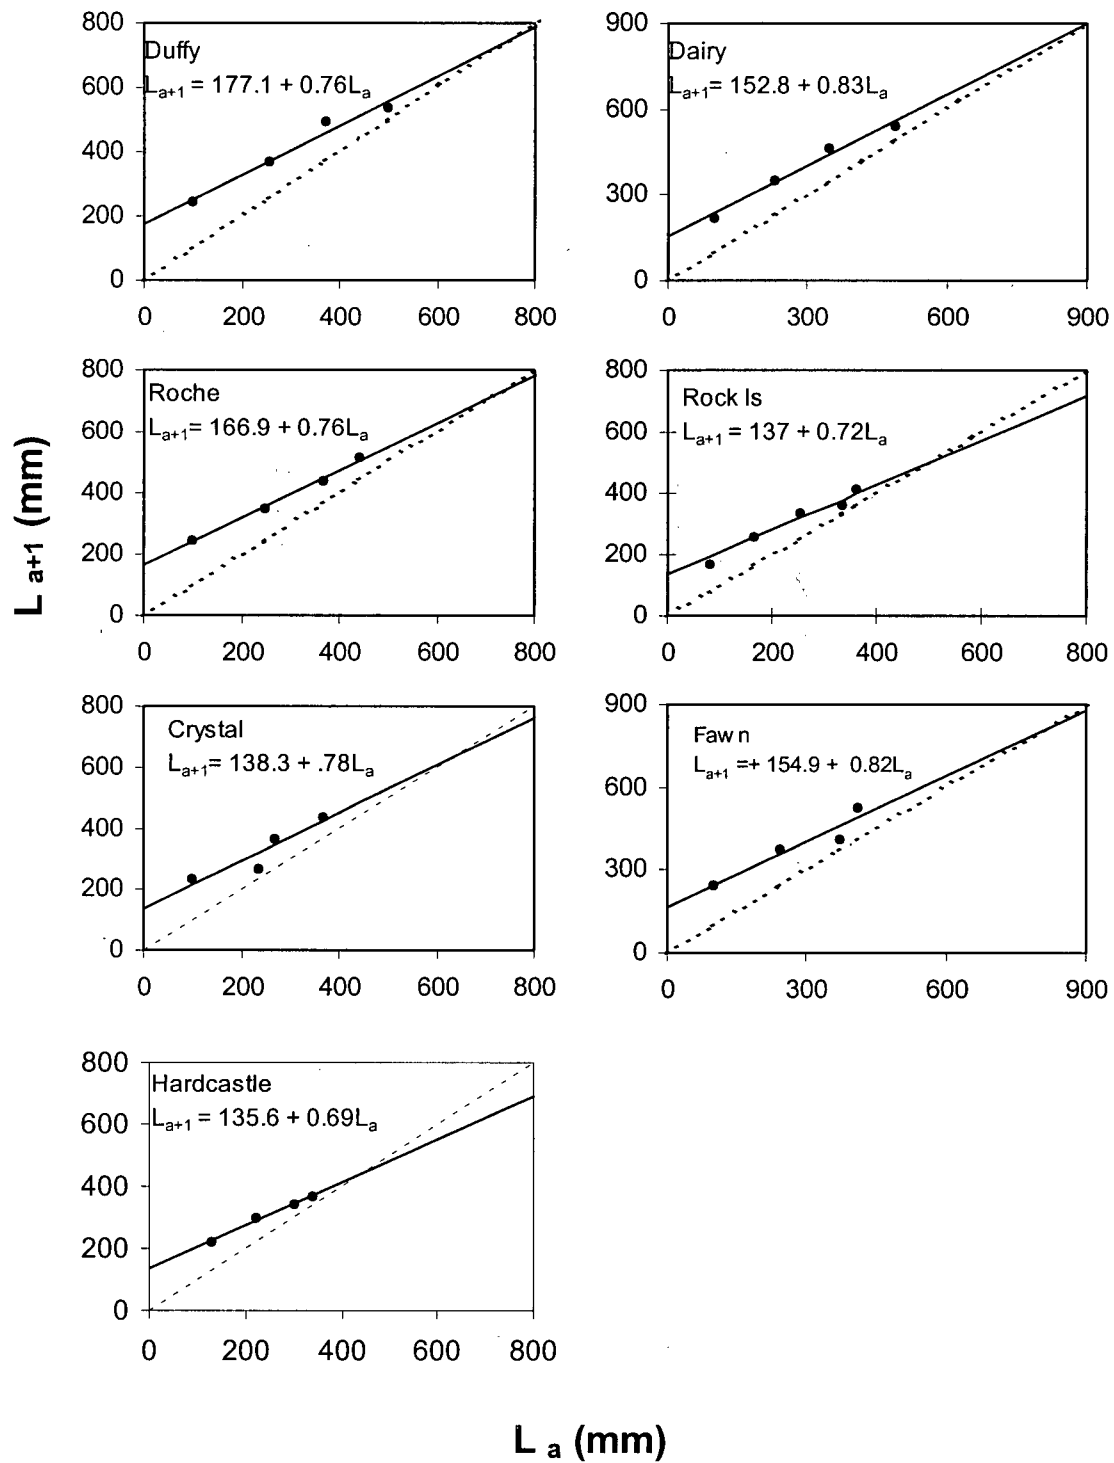 800
600
400
200
0
Duffy
La+1 = 177.1 + 0.76La
0 200 400 600 800
900
600
300
0
Dairy
La+1= 152.8 + 0.83La
0 300 600 900
800
600
400
200
0
Roche
La+1= 166.9 + 0.76La
0 200 400 600 800
800
600
400
200
0
Rock Is
La+1 = 137 + 0.72La
0 200 400 600 800
800
600
400
200
0
Crystal
La+1= 138.3 + .78La
0 200 400 600 800
900
600
300
0
Fawn
La+1 =+ 154.9 + 0.82La
0 300 600 900
800
600
400
200
0
Hardcastle
La+1 = 135.6 + 0.69La
0 200 400 600 800
L a+1 (mm)
L a (mm)